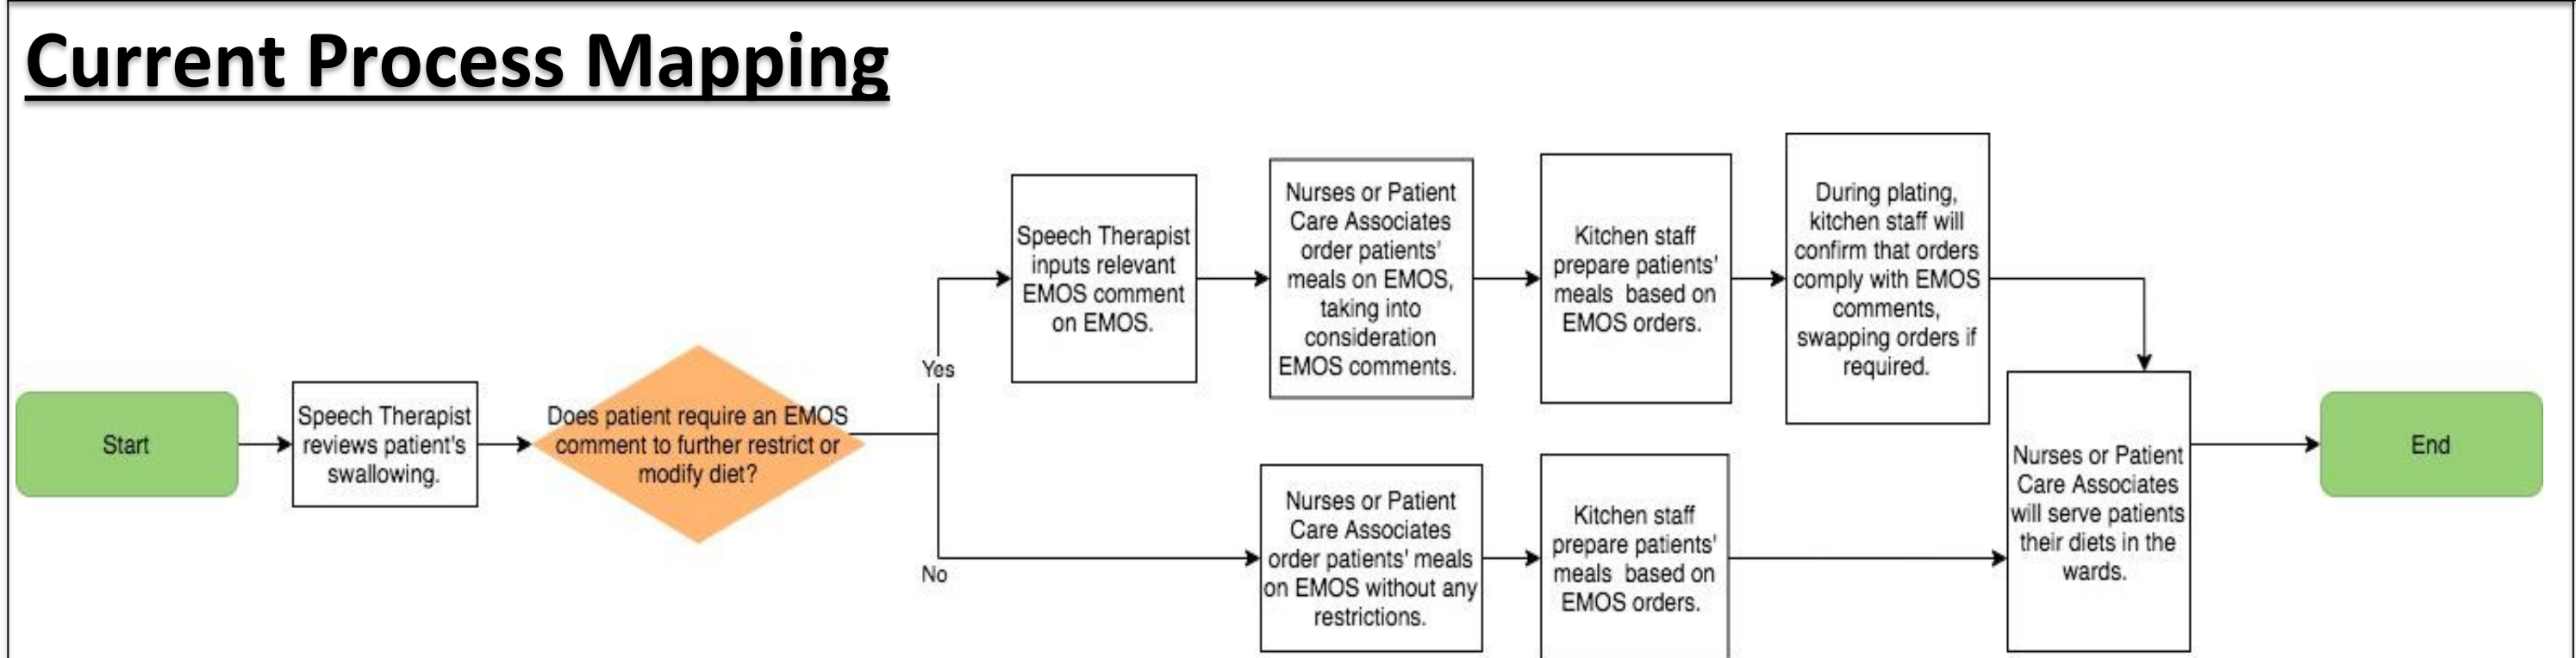 Current Process Mapping
Start
Speech Therapist
reviews patient's
swallowing.
Does patient require an EMOS
comment to further restrict or
modify diet?
Yes
Speech Therapist
inputs relevant
EMOS comment
on EMOS.
Nurses or Patient
Care Associates
order patients'
meals on EMOS,
taking into
consideration
EMOS comments.
Kitchen staff
prepare patients'
meals based on
EMOS orders.
During plating,
kitchen staff will
confirm that orders
comply with EMOS
comments,
swapping orders if
required.
No
Nurses or Patient
Care Associates
order patients' meals
on EMOS without any
restrictions.
Kitchen staff
prepare patients'
meals based on
EMOS orders.
Nurses or Patient
Care Associates
will serve patients
their diets in the
wards.
End